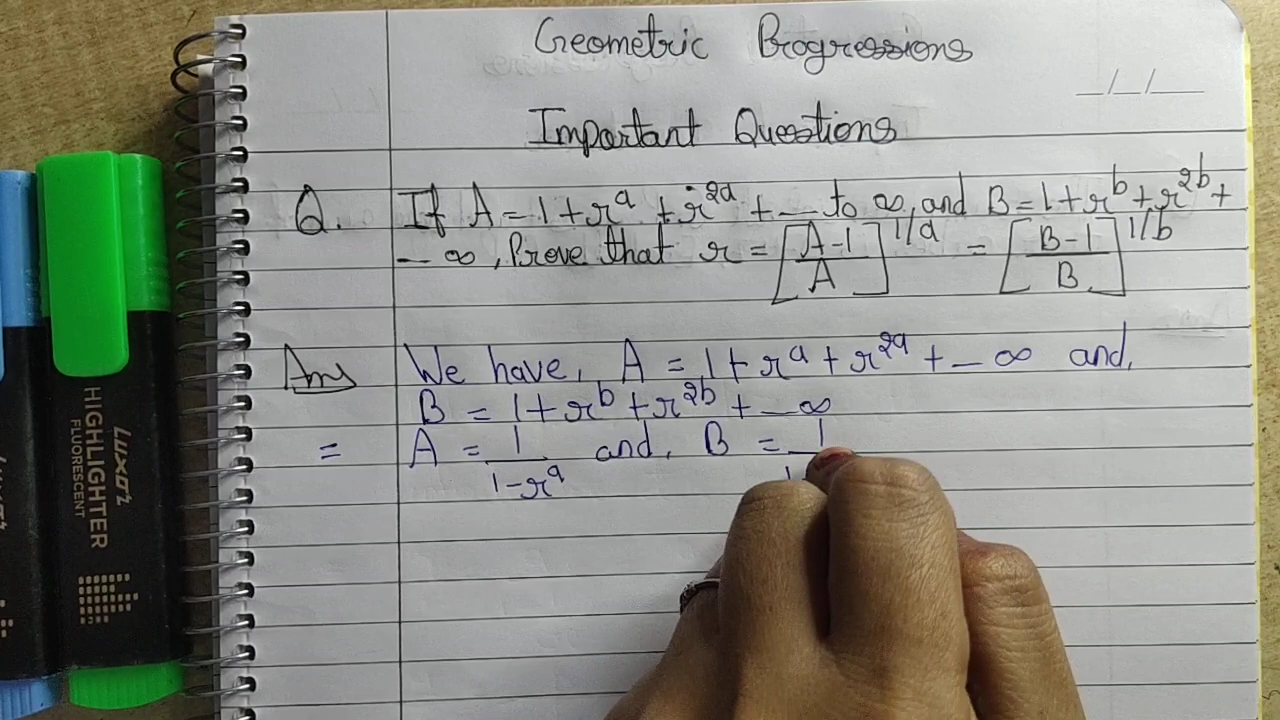 Geometric Progressions
_/_/_
Important Questions
Q. If A = 1 + r^a + r^2a + — to ∞, and B = 1 + r^b + r^2b +
— ∞, Prove that r = [A-1/A]^1/a = [B-1/B]^1/b
Ans We have, A = 1 + r^a + r^2a + — ∞ and,
B = 1 + r^b + r^2b + — ∞
= A = 1/1-r^a and, B = 1/1
LUXOR
HIGHLIGHTER
FLUORESCENT